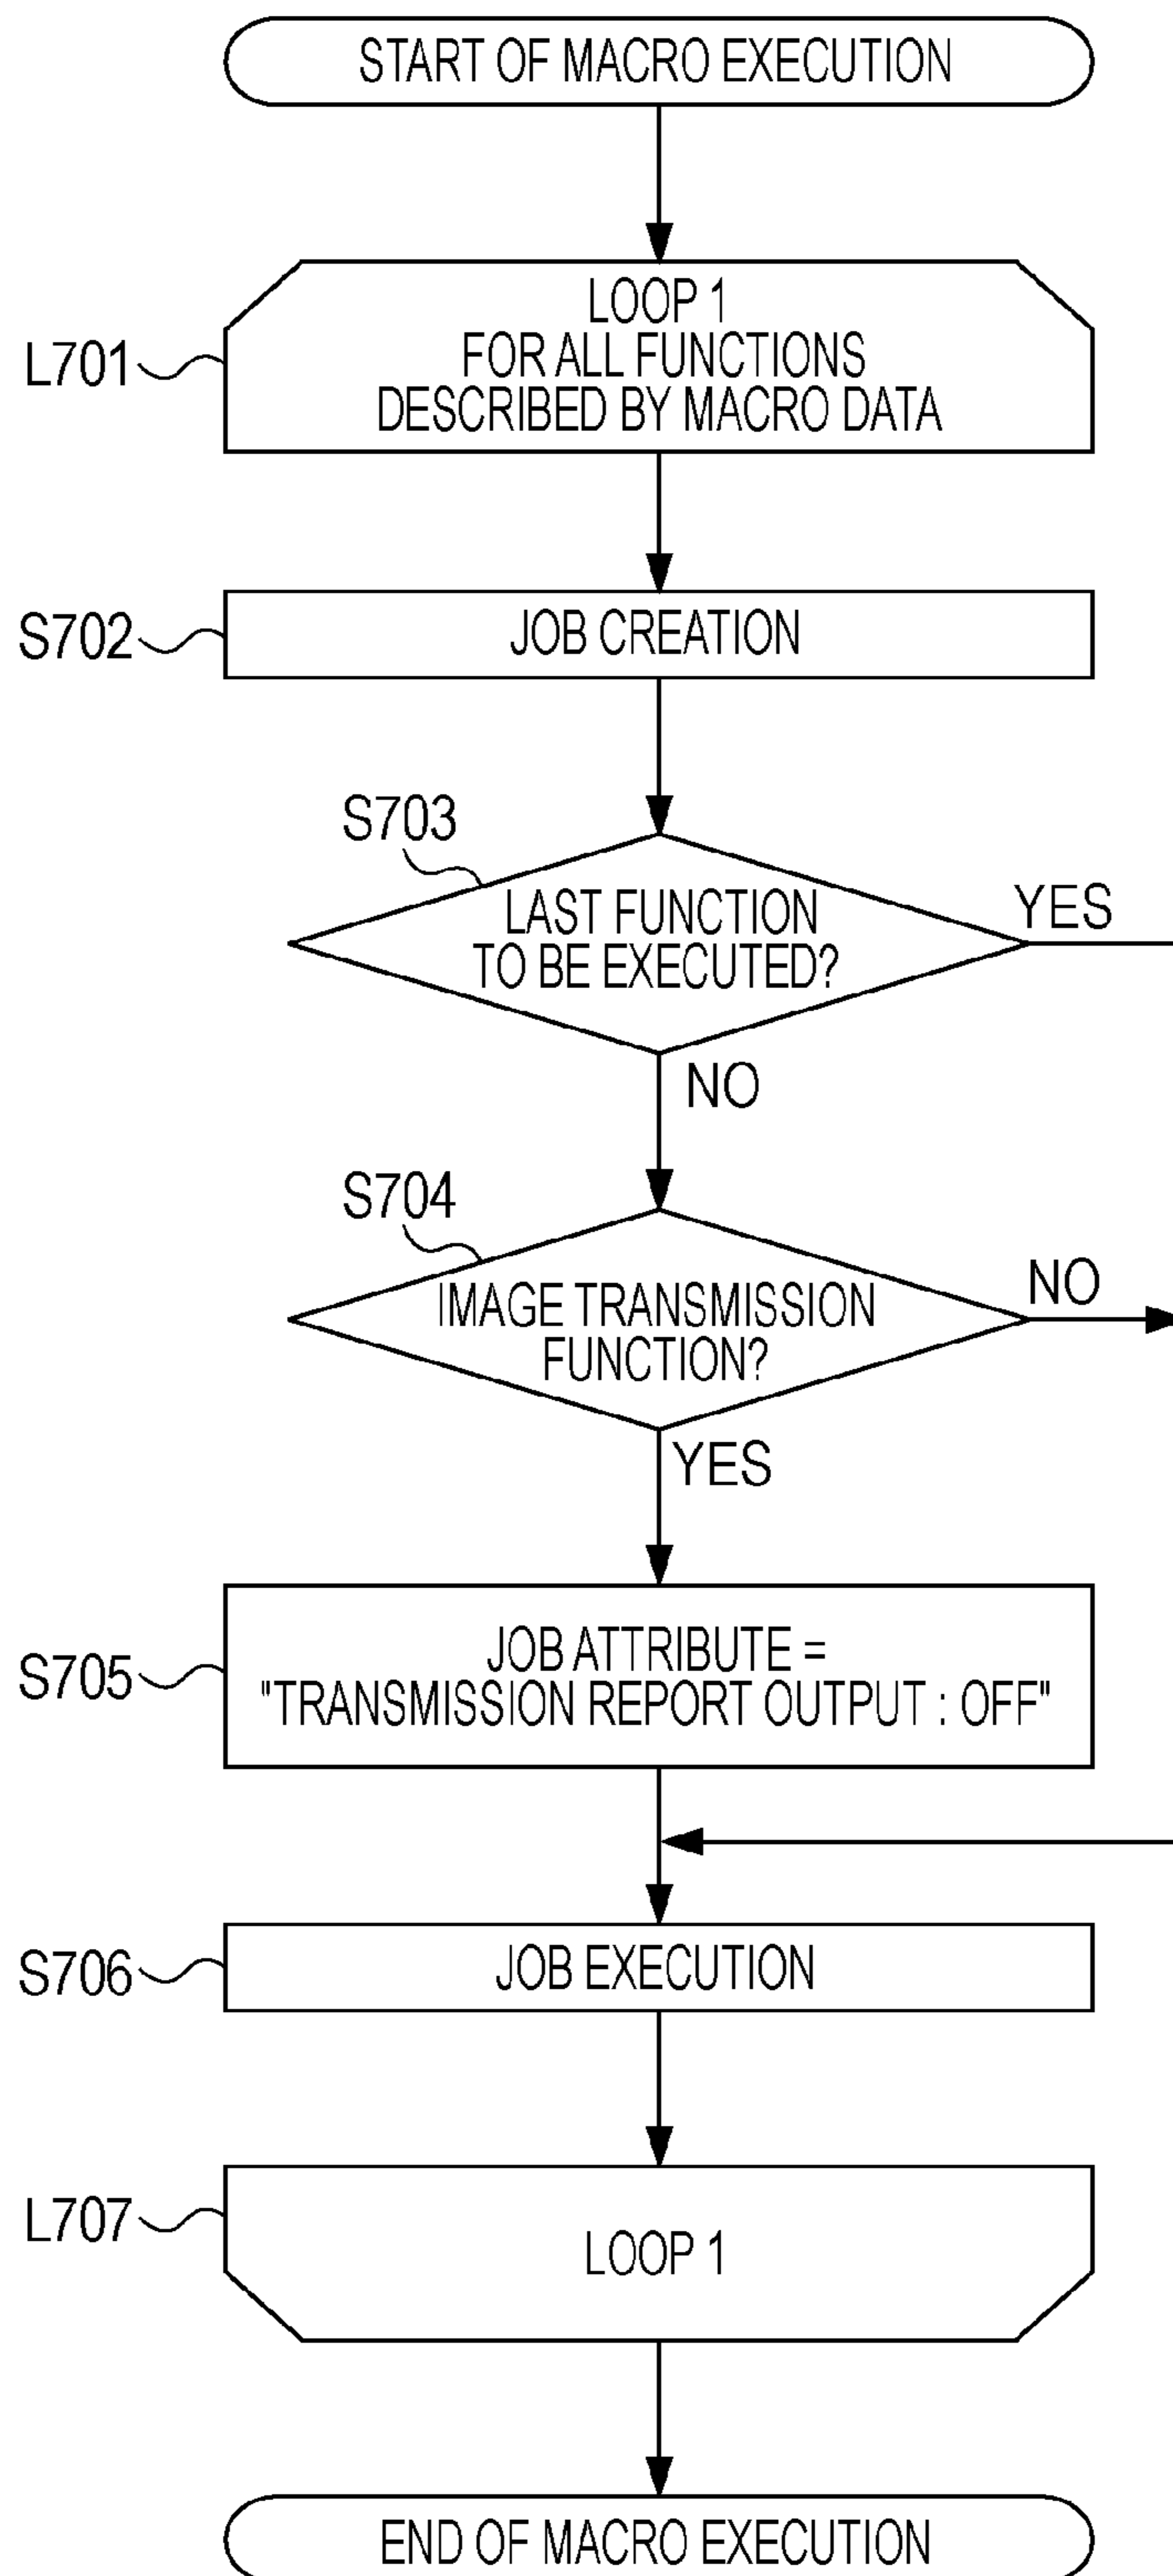 START OF MACRO EXECUTION
L701
LOOP 1
FOR ALL FUNCTIONS
DESCRIBED BY MACRO DATA
S702
JOB CREATION
S703
LAST FUNCTION
TO BE EXECUTED?
YES
NO
S704
IMAGE TRANSMISSION
FUNCTION?
NO
YES
S705
JOB ATTRIBUTE =
"TRANSMISSION REPORT OUTPUT : OFF"
S706
JOB EXECUTION
L707
LOOP 1
END OF MACRO EXECUTION